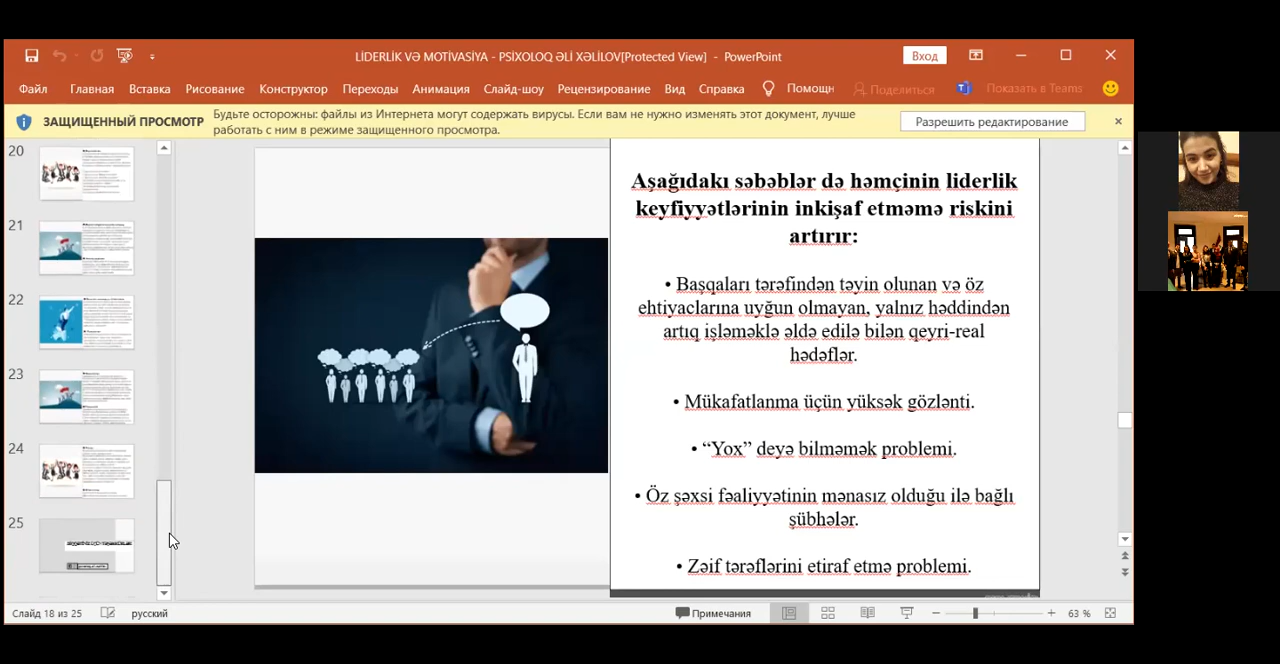 LİDERLİK VƏ MOTİVASİYA - PSİXOLOQ ƏLİ XƏLİLOV[Protected View] - PowerPoint
Вход
Файл Главная Вставка Рисование Конструктор Переходы Анимация Слайд-шоу Рецензирование Вид Справка Помощн Поделиться Показать в Teams
ЗАЩИЩЕННЫЙ ПРОСМОТР
Будьте осторожны: файлы из Интернета могут содержать вирусы. Если вам не нужно изменять этот документ, лучше
работать с ним в режиме защищенного просмотра.
Разрешить редактирование
20
21
22
23
24
25
Aşağıdakı səbəblər də həmçinin liderlik
keyfiyyətlərinin inkişaf etməmə riskini
artırır:
• Başqaları tərəfindən təyin olunan və öz
ehtiyaclarına uyğun olmayan, yalnız həddindən
artıq işləməklə əldə edilə bilən qeyri-real
hədəflər.
• Mükafatlanma üçün yüksək gözlənti.
• “Yox” deyə bilməmək problemi.
• Öz şəxsi fəaliyyətinin mənasız olduğu ilə bağlı
şübhələr.
• Zəif tərəflərini etiraf etmə problemi.
Слайд 18 из 25 русский Примечания 63 %